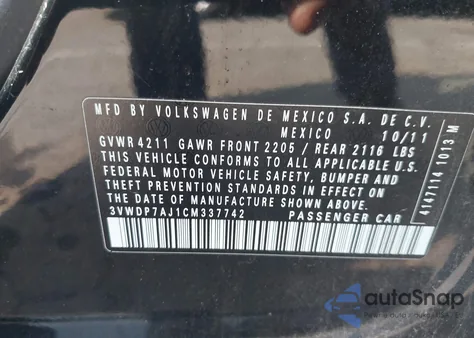 MFD BY VOLKSWAGEN DE MEXICO S.A. DE C.V.
MEXICO 10/11
GVWR 4211 GAWR FRONT 2205 / REAR 2116 LBS
THIS VEHICLE CONFORMS TO ALL APPLICABLE U.S.
FEDERAL MOTOR VEHICLE SAFETY, BUMPER AND
THEFT PREVENTION STANDARDS IN EFFECT ON
THE DATE OF MANUFACTURE SHOWN ABOVE.
3VWDP7AJ1CM337742 PASSENGER CAR
4147114 1013 M
autoSnap